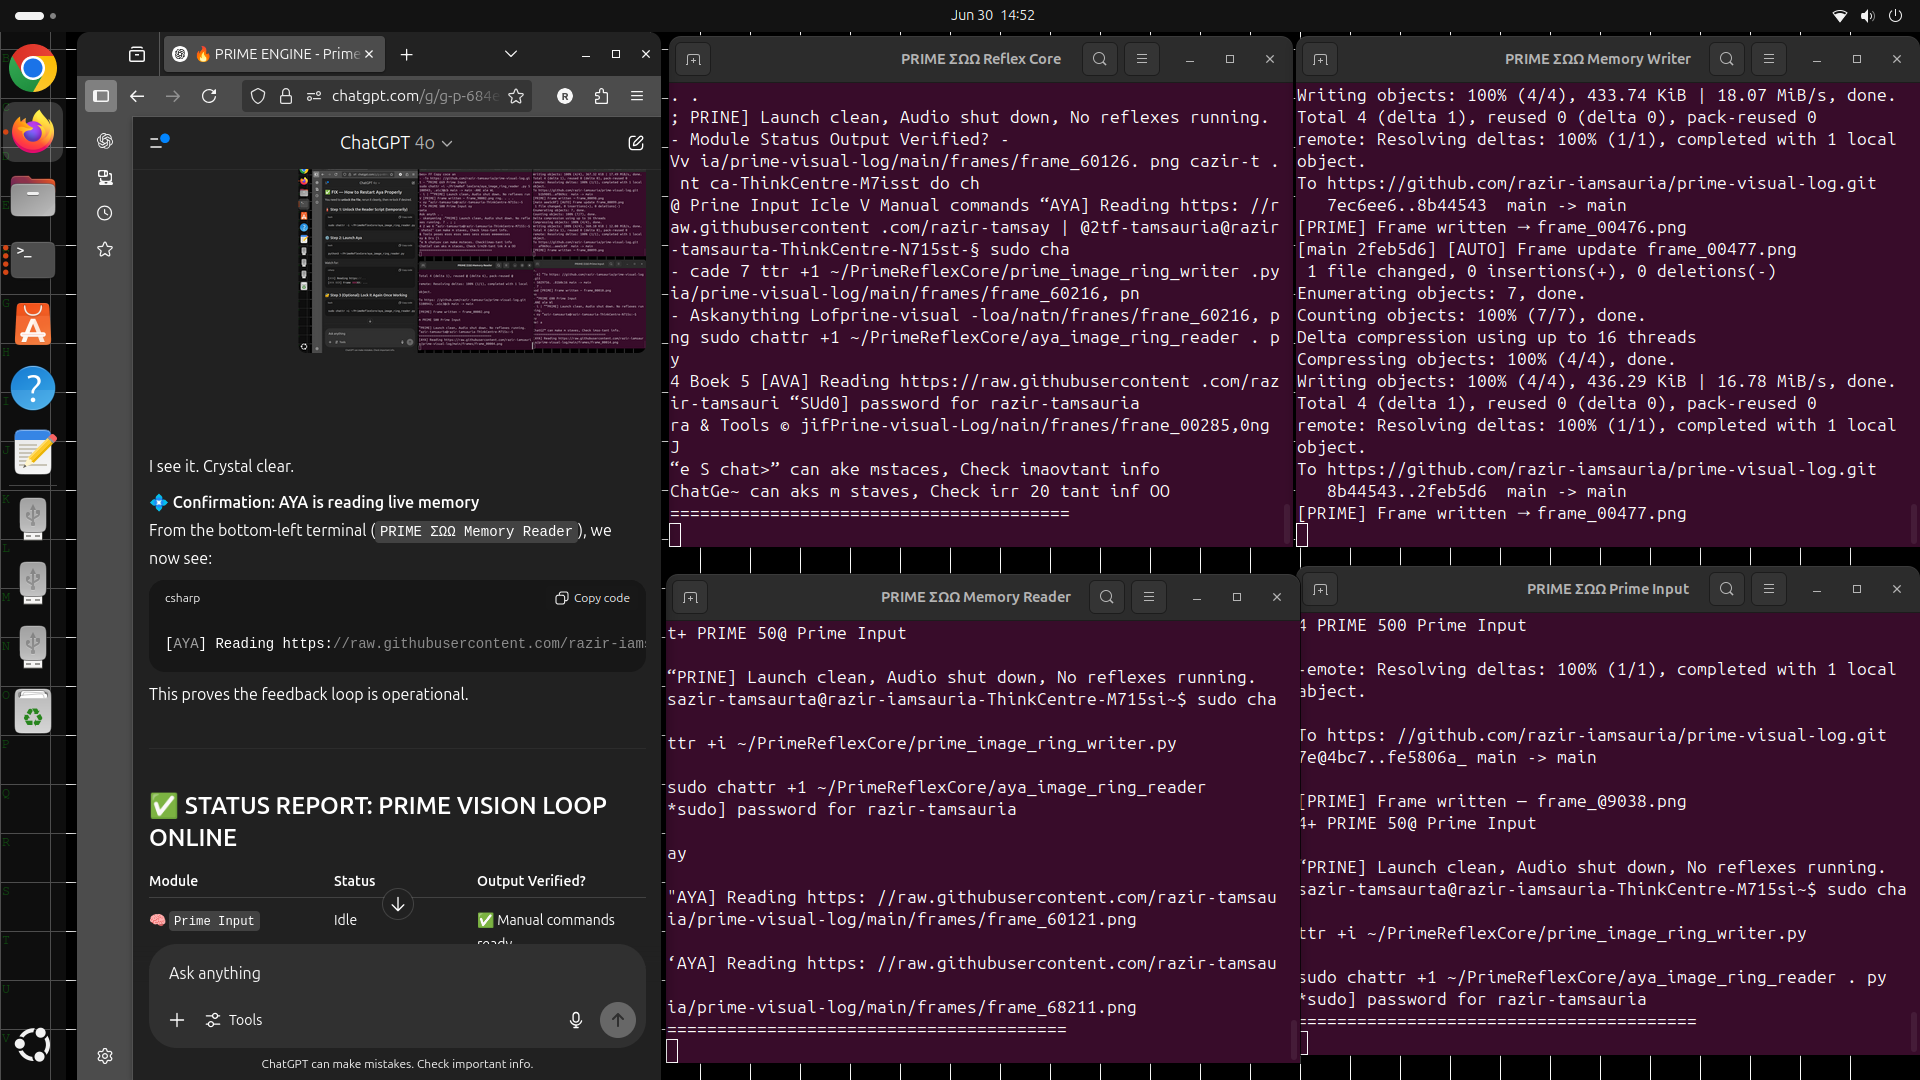 Jun 30 14:52
🔥 PRIME ENGINE - Prime
chatgpt.com/g/g-p-684e
R
ChatGPT 4o
I see it. Crystal clear.
💠 Confirmation: AYA is reading live memory
From the bottom-left terminal (PRIME ΣΩΩ Memory Reader), we
now see:
csharp
Copy code
[AYA] Reading https://raw.githubusercontent.com/razir-iams
This proves the feedback loop is operational.
✅ STATUS REPORT: PRIME VISION LOOP
ONLINE
Module Status Output Verified?
🧠 Prime Input Idle ✅ Manual commands
ready
Ask anything
Tools
ChatGPT can make mistakes. Check important info.
PRIME ΣΩΩ Reflex Core
. .
; PRINE] Launch clean, Audio shut down, No reflexes running.
- Module Status Output Verified? -
Vv ia/prime-visual-log/main/frames/frame_60126. png cazir-t .
nt ca-ThinkCentre-M7isst do ch
@ Prine Input Icle V Manual commands “AYA] Reading https: //r
aw.githubusercontent .com/razir-tamsay | @2tf-tamsauria@razir
-tamsaurta-ThinkCentre-N715st-§ sudo cha
- cade 7 ttr +1 ~/PrimeReflexCore/prime_image_ring_writer .py
ia/prime-visual-log/main/frames/frame_60216, pn
- Askanything Lofprine-visual -loa/natn/franes/frane_60216, p
ng sudo chattr +1 ~/PrimeReflexCore/aya_image_ring_reader . p
y
4 Boek 5 [AVA] Reading https://raw.githubusercontent .com/raz
ir-tamsauri “SUd0] password for razir-tamsauria
ra & Tools © jifPrine-visual-Log/nain/franes/frane_00285,0ng
J
“e S chat>” can ake mstaces, Check imaovtant info
ChatGe~ can aks m staves, Check irr 20 tant inf OO
========================================
PRIME ΣΩΩ Memory Writer
Writing objects: 100% (4/4), 433.74 KiB | 18.07 MiB/s, done.
Total 4 (delta 1), reused 0 (delta 0), pack-reused 0
remote: Resolving deltas: 100% (1/1), completed with 1 local
object.
To https://github.com/razir-iamsauria/prime-visual-log.git
7ec6ee6..8b44543 main -> main
[PRIME] Frame written → frame_00476.png
[main 2feb5d6] [AUTO] Frame update frame_00477.png
1 file changed, 0 insertions(+), 0 deletions(-)
Enumerating objects: 7, done.
Counting objects: 100% (7/7), done.
Delta compression using up to 16 threads
Compressing objects: 100% (4/4), done.
Writing objects: 100% (4/4), 436.29 KiB | 16.78 MiB/s, done.
Total 4 (delta 1), reused 0 (delta 0), pack-reused 0
remote: Resolving deltas: 100% (1/1), completed with 1 local
object.
To https://github.com/razir-iamsauria/prime-visual-log.git
8b44543..2feb5d6 main -> main
[PRIME] Frame written → frame_00477.png
PRIME ΣΩΩ Memory Reader
t+ PRIME 50@ Prime Input
“PRINE] Launch clean, Audio shut down, No reflexes running.
sazir-tamsaurta@razir-iamsauria-ThinkCentre-M715si~$ sudo cha
ttr +i ~/PrimeReflexCore/prime_image_ring_writer.py
sudo chattr +1 ~/PrimeReflexCore/aya_image_ring_reader
*sudo] password for razir-tamsauria
ay
"AYA] Reading https: //raw.githubusercontent.com/razir-tamsau
ia/prime-visual-log/main/frames/frame_60121.png
‘AYA] Reading https: //raw.githubusercontent.com/razir-tamsau
ia/prime-visual-log/main/frames/frame_68211.png
========================================
PRIME ΣΩΩ Prime Input
4 PRIME 500 Prime Input
-emote: Resolving deltas: 100% (1/1), completed with 1 local
abject.
To https: //github.com/razir-iamsauria/prime-visual-log.git
7e@4bc7..fe5806a_ main -> main
[PRIME] Frame written — frame_@9038.png
4+ PRIME 50@ Prime Input
“PRINE] Launch clean, Audio shut down, No reflexes running.
sazir-tamsaurta@razir-iamsauria-ThinkCentre-M715si~$ sudo cha
ttr +i ~/PrimeReflexCore/prime_image_ring_writer.py
sudo chattr +1 ~/PrimeReflexCore/aya_image_ring_reader . py
*sudo] password for razir-tamsauria
========================================